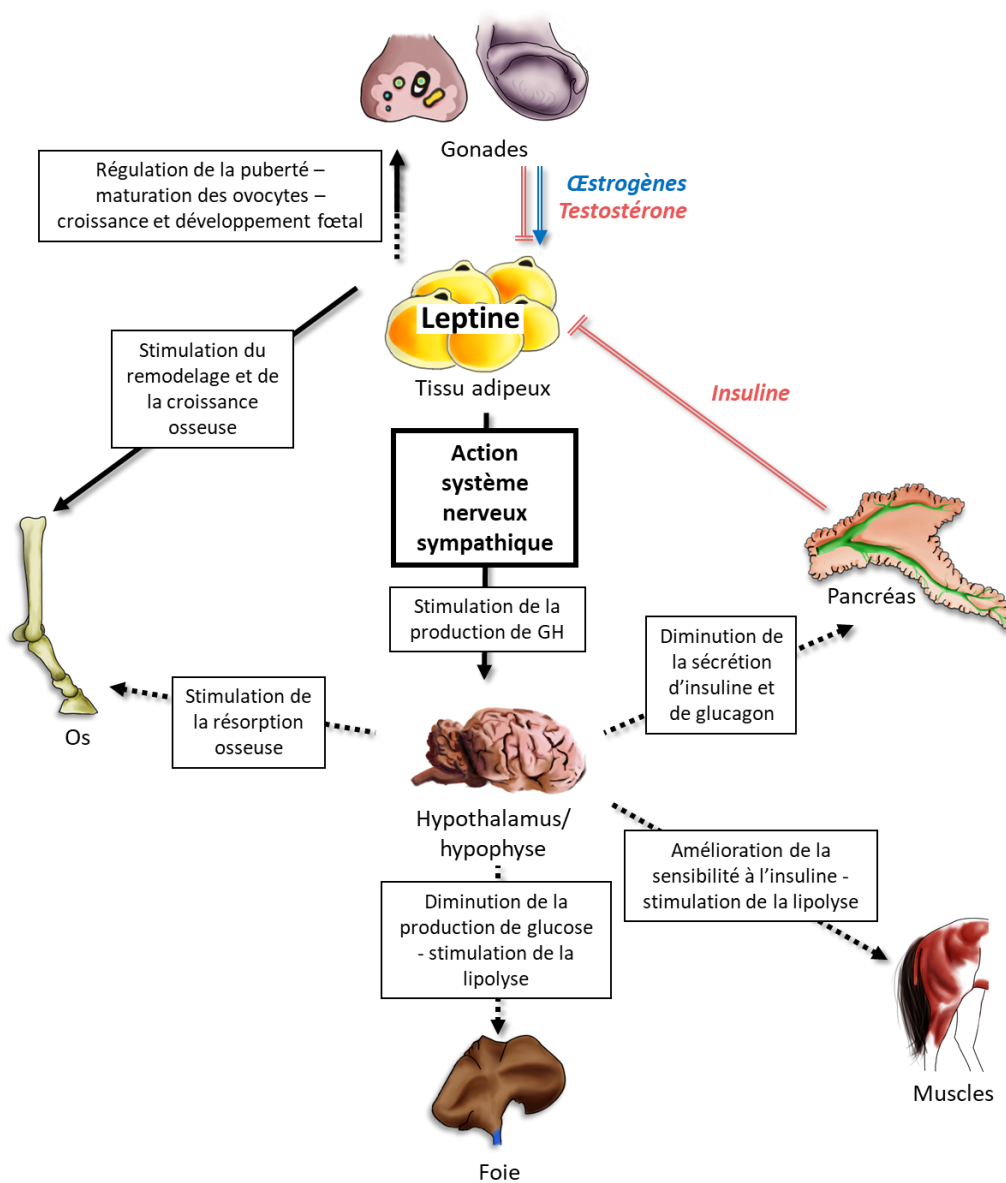 Gonades
Régulation de la puberté –
maturation des ovocytes –
croissance et développement fœtal
Œstrogènes
Testostérone
Leptine
Tissu adipeux
Stimulation du
remodelage et de
la croissance
osseuse
Insuline
Action
système
nerveux
sympathique
Stimulation de la
production de GH
Pancréas
Diminution de
la sécrétion
d’insuline et
de glucagon
Stimulation de
la résorption
osseuse
Os
Hypothalamus/
hypophyse
Amélioration de la
sensibilité à l’insuline -
stimulation de la lipolyse
Diminution de la
production de glucose
- stimulation de la
lipolyse
Muscles
Foie